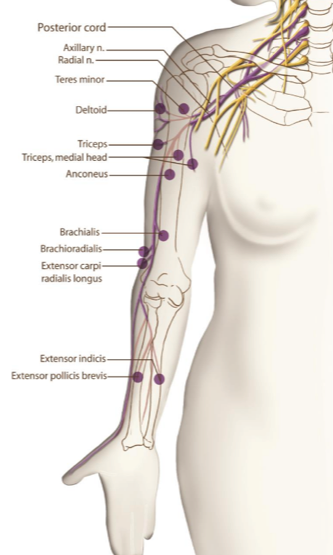 Posterior cord
Axillary n.
Radial n.
Teres minor
Deltoid
Triceps
Triceps, medial head
Anconeus
Brachialis
Brachioradialis
Extensor carpi
radialis longus
Extensor indicis
Extensor pollicis brevis